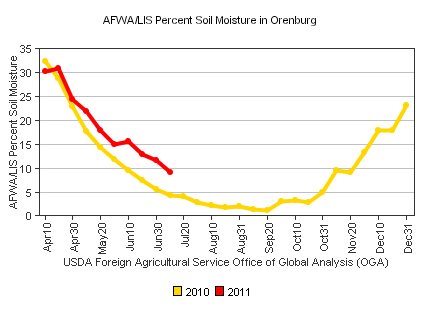 AFWA/LIS Percent Soil Moisture in Orenburg
AFWA/LIS Percent Soil Moisture
35
30
25
20
15
10
5
0
Apr10
Apr30
May20
Jun10
Jun30
Jul20
Aug10
Aug31
Sep20
Oct10
Oct31
Nov20
Dec10
Dec31
USDA Foreign Agricultural Service Office of Global Analysis (OGA)
2010 2011